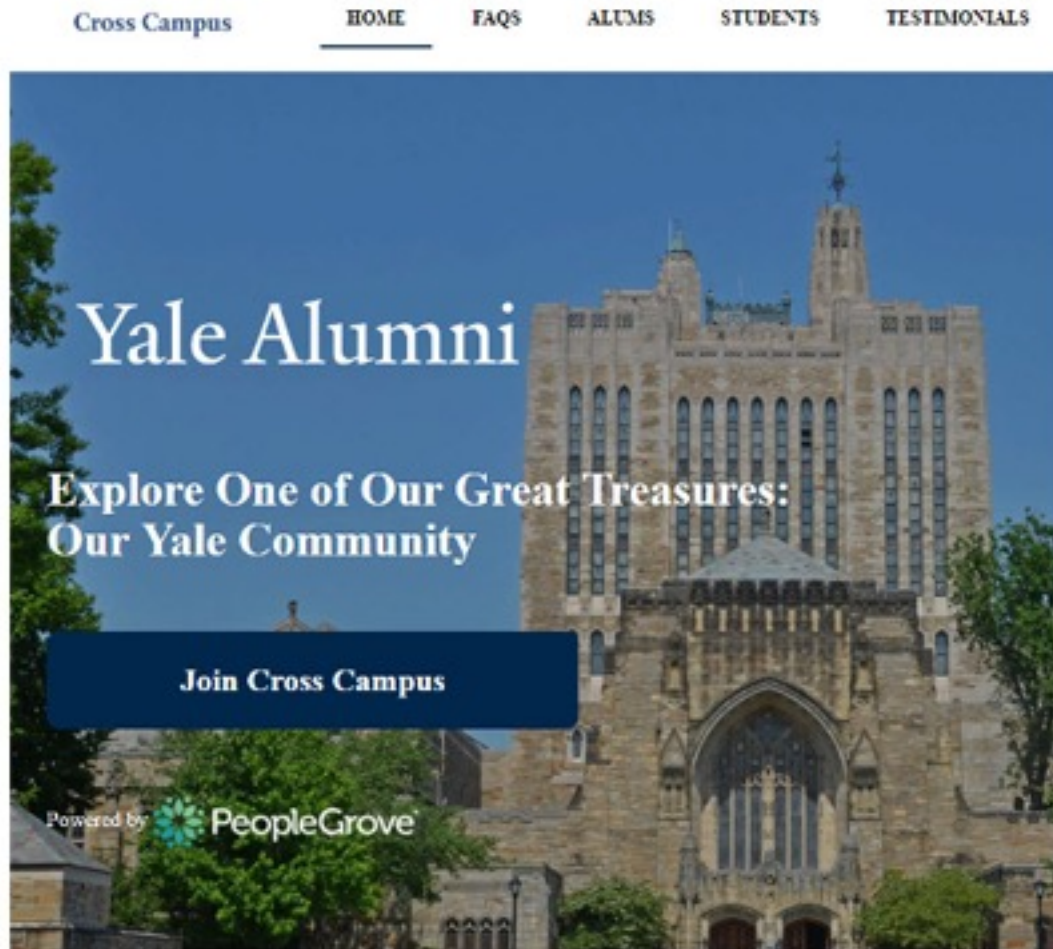 Cross Campus HOME FAQS ALUMS STUDENTS TESTIMONIALS
Yale Alumni
Explore One of Our Great Treasures:
Our Yale Community
Join Cross Campus
Powered by PeopleGrove